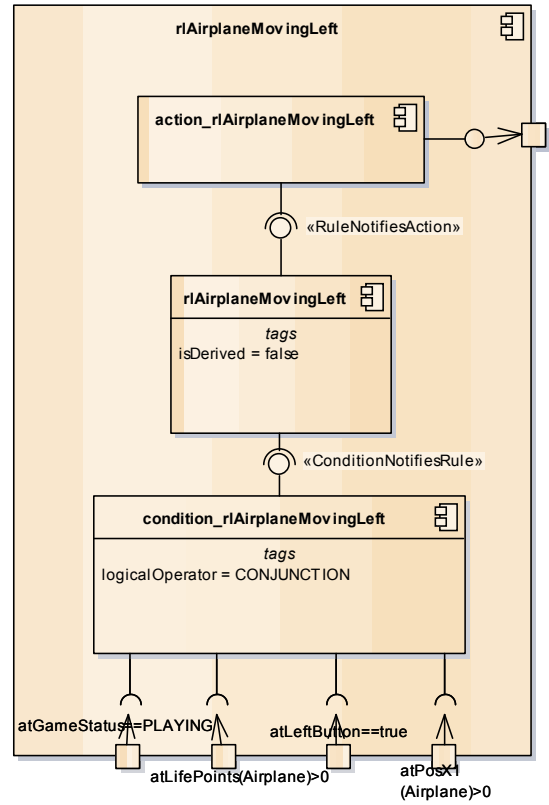 rlAirplaneMovingLeft
action_rlAirplaneMovingLeft
«RuleNotifiesAction»
rlAirplaneMovingLeft
tags
isDerived = false
«ConditionNotifiesRule»
condition_rlAirplaneMovingLeft
tags
logicalOperator = CONJUNCTION
atGameStatus==PLAYING
atLeftButton==true
atLifePoints(Airplane)>0
atPosX1
(Airplane)>0